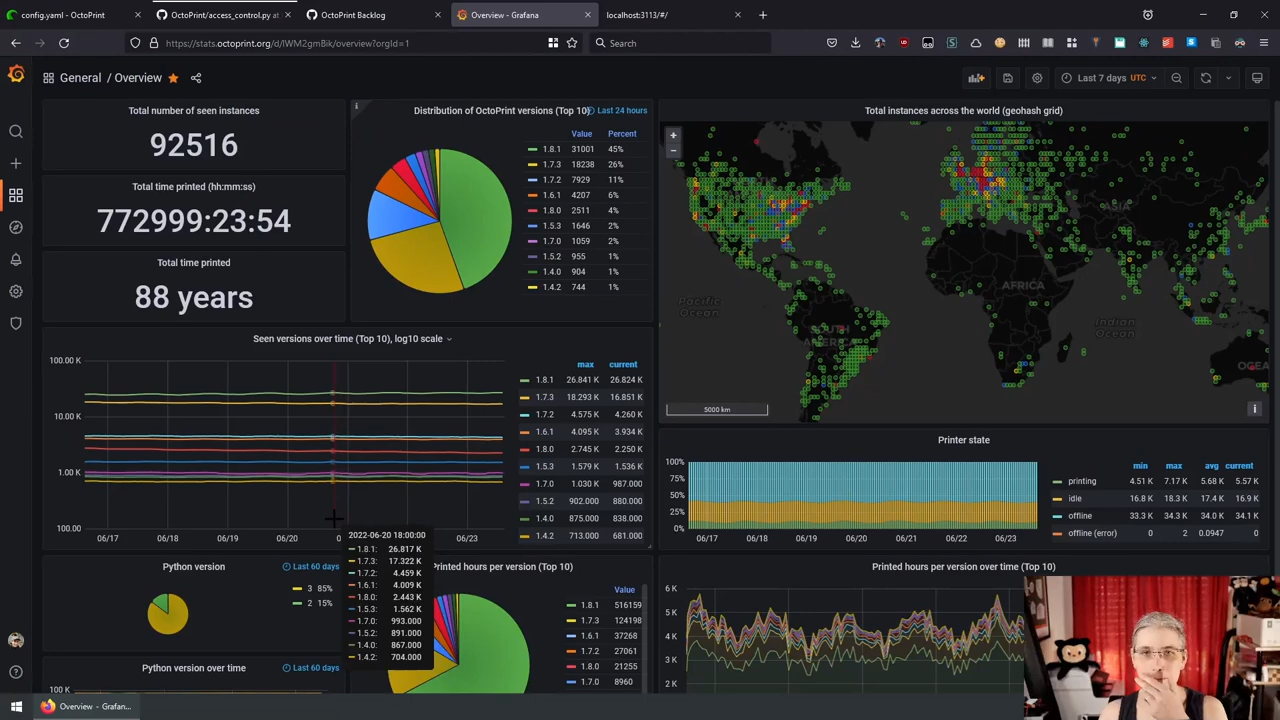 config.yaml - OctoPrint
OctoPrint/access_control.py at
OctoPrint Backlog
Overview - Grafana
localhost:3113/#/
https://stats.octoprint.org/d/IWM2gmBik/overview?orgId=1
Search
General / Overview
Last 7 days UTC
Total number of seen instances
92516
Total time printed (hh:mm:ss)
772999:23:54
Total time printed
88 years
Distribution of OctoPrint versions (Top 10)
Last 24 hours
Value Percent
1.8.1 31001 45%
1.7.3 18238 26%
1.7.2 7929 11%
1.6.1 4207 6%
1.8.0 2511 4%
1.5.3 1646 2%
1.7.0 1059 2%
1.5.2 955 1%
1.4.0 904 1%
1.4.2 744 1%
Total instances across the world (geohash grid)
+
-
Pacific
Ocean
AFRICA
SOUTH
Indian
Ocean
5000 km
i
Seen versions over time (Top 10), log10 scale
100.00 K
10.00 K
1.00 K
100.00
06/17 06/18 06/19 06/20 06/23
max current
1.8.1 26.841 K 26.824 K
1.7.3 18.293 K 16.851 K
1.7.2 4.575 K 4.260 K
1.6.1 4.095 K 3.934 K
1.8.0 2.745 K 2.250 K
1.5.3 1.579 K 1.536 K
1.7.0 1.030 K 987.000
1.5.2 902.000 880.000
1.4.0 875.000 838.000
1.4.2 713.000 681.000
2022-06-20 18:00:00
1.8.1: 26.817 K
1.7.3: 17.322 K
1.7.2: 4.459 K
1.6.1: 4.009 K
1.8.0: 2.443 K
1.5.3: 1.562 K
1.7.0: 993.000
1.5.2: 891.000
1.4.0: 867.000
1.4.2: 704.000
Printer state
100%
75%
50%
25%
0%
06/17 06/18 06/19 06/20 06/21 06/22 06/23
min max avg current
printing 4.51 K 7.17 K 5.68 K 5.57 K
idle 16.8 K 18.3 K 17.4 K 16.9 K
offline 33.3 K 34.3 K 34.0 K 34.1 K
offline (error) 0 2 0.0947 0
Python version
Last 60 days
3 85%
2 15%
Python version over time
Last 60 days
100 K
Printed hours per version (Top 10)
Value
1.8.1 516159
1.7.3 124198
1.6.1 37268
1.7.2 27061
1.8.0 21255
1.7.0 8960
Printed hours per version over time (Top 10)
6 K
5 K
4 K
3 K
2 K
Overview - Grafan...